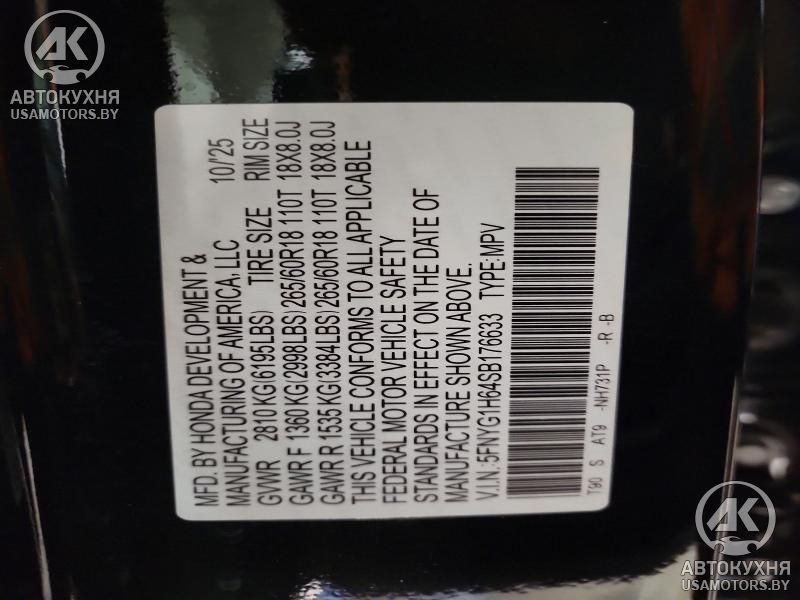 AK
АВТОКУХНЯ
USAMOTORS.BY
MFD. BY HONDA DEVELOPMENT &
MANUFACTURING OF AMERICA, LLC 10/'25
GVWR 2810 KG(6195LBS) TIRE SIZE RIM SIZE
GAWR F 1360 KG(2998LBS) 265/60R18 110T 18X8.0J
GAWR R 1535 KG(3384LBS) 265/60R18 110T 18X8.0J
THIS VEHICLE CONFORMS TO ALL APPLICABLE
FEDERAL MOTOR VEHICLE SAFETY
STANDARDS IN EFFECT ON THE DATE OF
MANUFACTURE SHOWN ABOVE.
V.I.N.:5FNYG1H64SB176633 TYPE:MPV
T90 S AT9 -NH731P -R -B
AK
АВТОКУХНЯ
USAMOTORS.BY